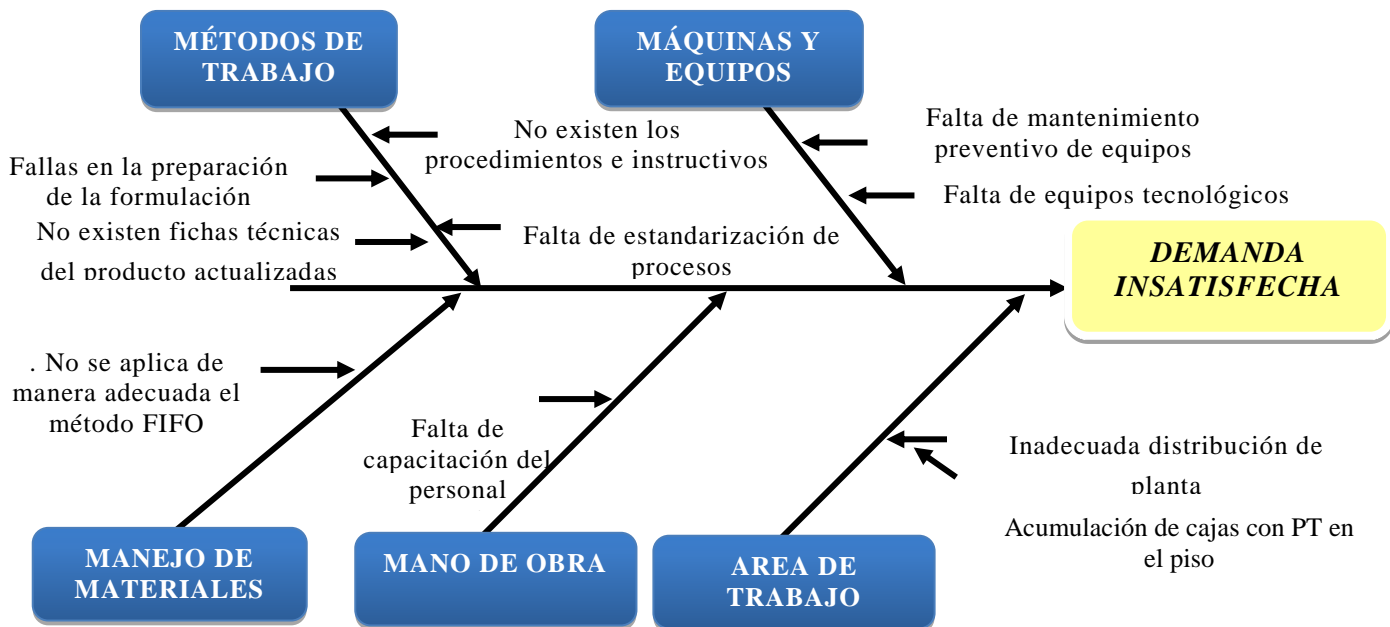 MÉTODOS DE
TRABAJO
MÁQUINAS Y
EQUIPOS
No existen los
procedimientos e instructivos
Falta de mantenimiento
preventivo de equipos
Fallas en la preparación
de la formulación
Falta de equipos tecnológicos
No existen fichas técnicas
del producto actualizadas
Falta de estandarización de
procesos
DEMANDA
INSATISFECHA
. No se aplica de
manera adecuada el
método FIFO
Falta de
capacitación del
personal
Inadecuada distribución de
planta
Acumulación de cajas con PT en
el piso
MANEJO DE
MATERIALES
MANO DE OBRA
AREA DE
TRABAJO